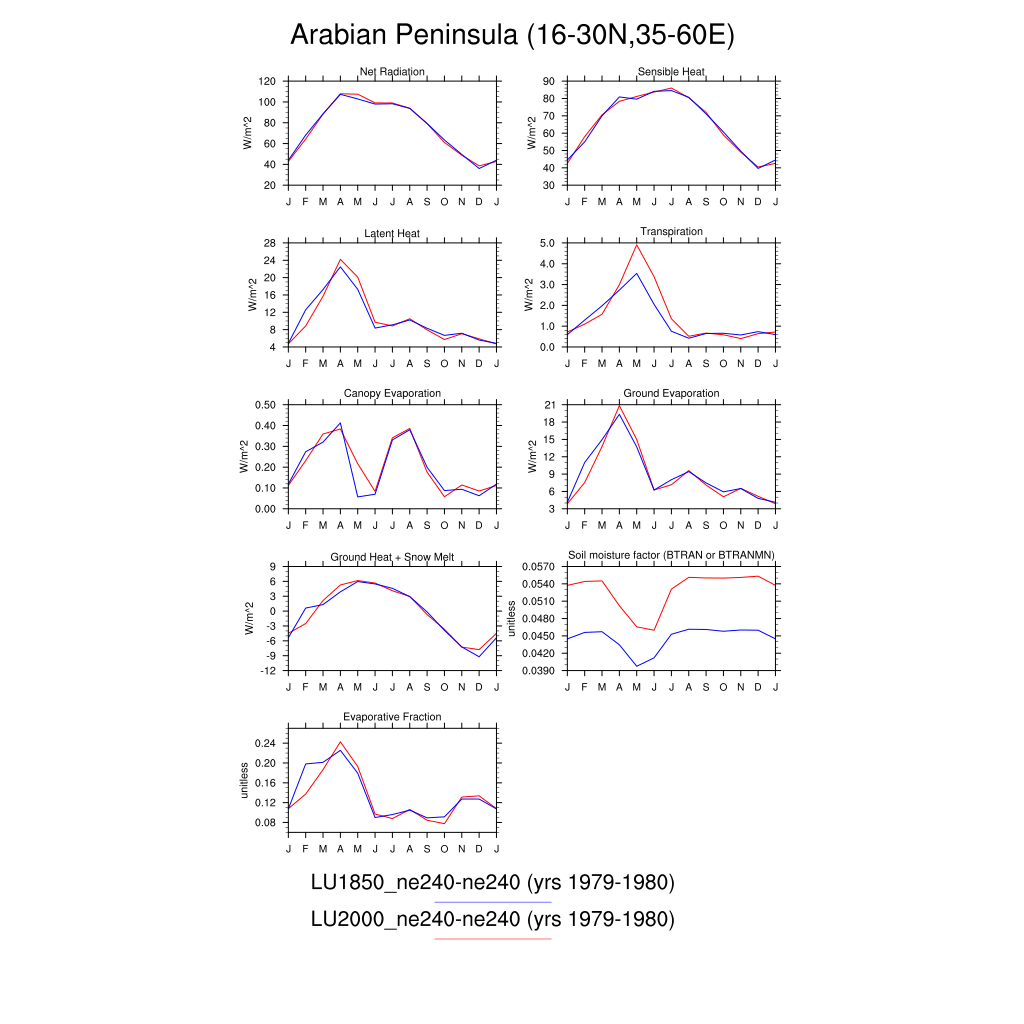 Arabian Peninsula (16-30N,35-60E)
Net Radiation
W/m^2
120
100
80
60
40
20
J F M A M J J A S O N D J
Sensible Heat
W/m^2
90
80
70
60
50
40
30
J F M A M J J A S O N D J
Latent Heat
W/m^2
28
24
20
16
12
8
4
J F M A M J J A S O N D J
Transpiration
W/m^2
5.0
4.0
3.0
2.0
1.0
0.0
J F M A M J J A S O N D J
Canopy Evaporation
W/m^2
0.50
0.40
0.30
0.20
0.10
0.00
J F M A M J J A S O N D J
Ground Evaporation
W/m^2
21
18
15
12
9
6
3
J F M A M J J A S O N D J
Ground Heat + Snow Melt
W/m^2
9
6
3
0
-3
-6
-9
-12
J F M A M J J A S O N D J
Soil moisture factor (BTRAN or BTRANMN)
unitless
0.0570
0.0540
0.0510
0.0480
0.0450
0.0420
0.0390
J F M A M J J A S O N D J
Evaporative Fraction
unitless
0.24
0.20
0.16
0.12
0.08
J F M A M J J A S O N D J
LU1850_ne240-ne240 (yrs 1979-1980)
LU2000_ne240-ne240 (yrs 1979-1980)